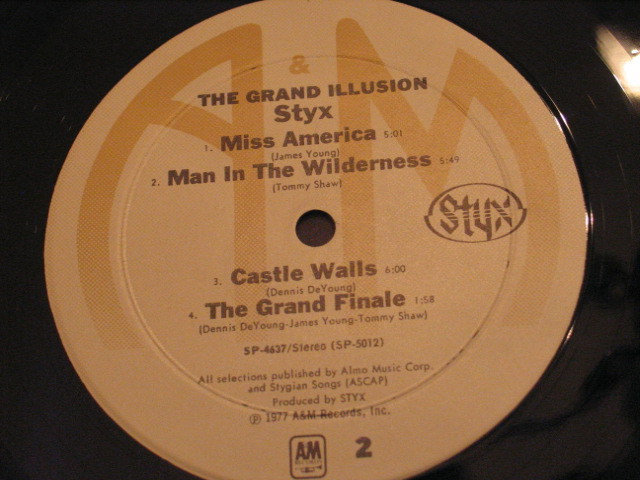 &
THE GRAND ILLUSION
Styx
1. Miss America 5:01
(James Young)
2. Man In The Wilderness 5:49
(Tommy Shaw)
Styx
3. Castle Walls 6:00
(Dennis DeYoung)
4. The Grand Finale 1:58
(Dennis DeYoung-James Young-Tommy Shaw)
SP-4637/Stereo (SP-5012)
All selections published by Almo Music Corp.
and Stygian Songs (ASCAP)
Produced by STYX
℗ 1977 A&M Records, Inc.
AM
RECORDS
2